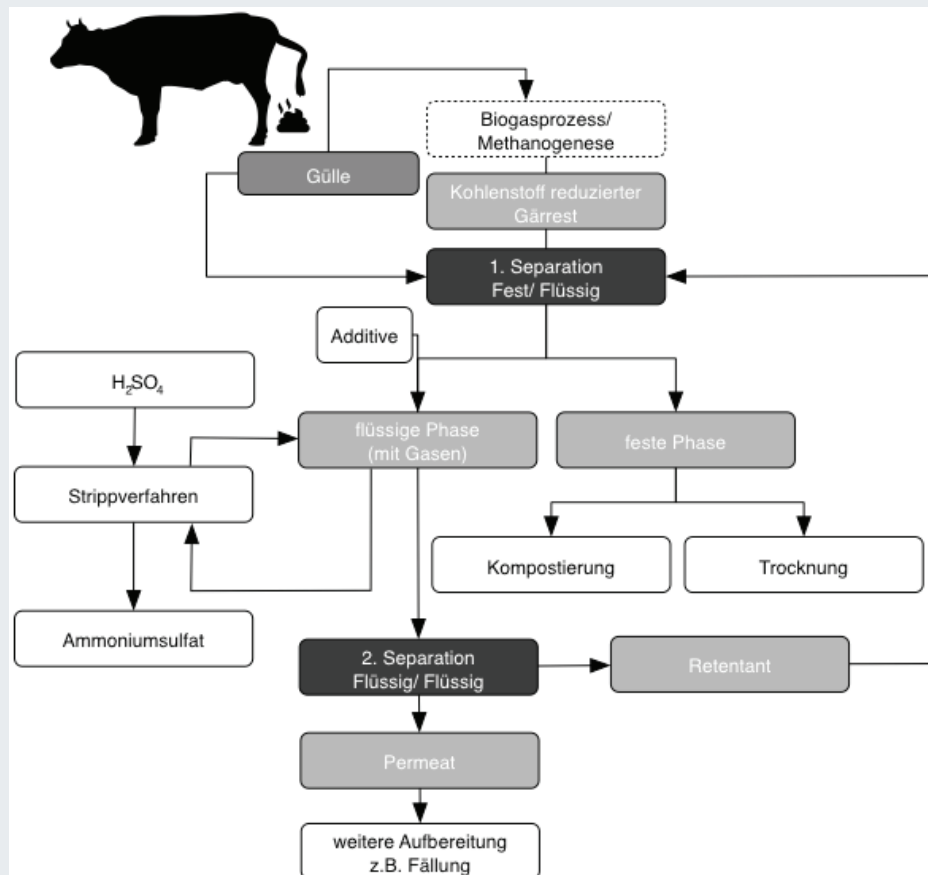 Biogasprozess/
Methanogenese
Gülle
Kohlenstoff reduzierter
Gärrest
1. Separation
Fest/ Flüssig
Additive
H₂SO₄
flüssige Phase
(mit Gasen)
feste Phase
Strippverfahren
Kompostierung
Trocknung
Ammoniumsulfat
2. Separation
Flüssig/ Flüssig
Retentant
Permeat
weitere Aufbereitung
z.B. Fällung